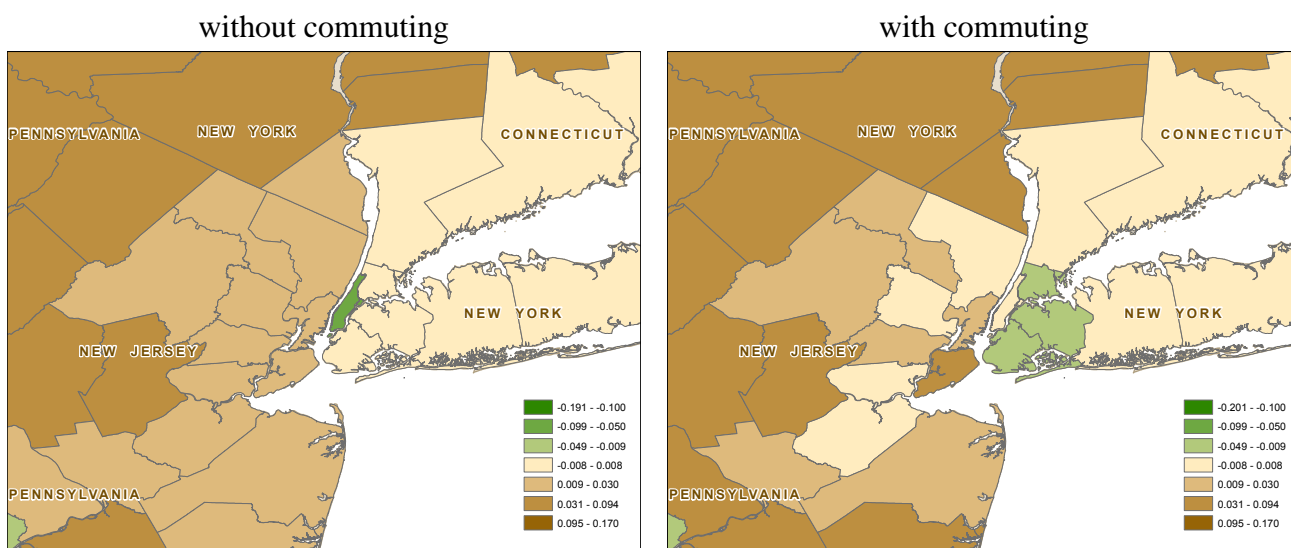 without commuting
PENNSYLVANIA
NEW YORK
CONNECTICUT
NEW YORK
NEW JERSEY
PENNSYLVANIA
-0.191 - -0.100
-0.099 - -0.050
-0.049 - -0.009
-0.008 - 0.008
0.009 - 0.030
0.031 - 0.094
0.095 - 0.170
with commuting
PENNSYLVANIA
NEW YORK
CONNECTICUT
NEW YORK
NEW JERSEY
PENNSYLVANIA
-0.201 - -0.100
-0.099 - -0.050
-0.049 - -0.009
-0.008 - 0.008
0.009 - 0.030
0.031 - 0.094
0.095 - 0.170